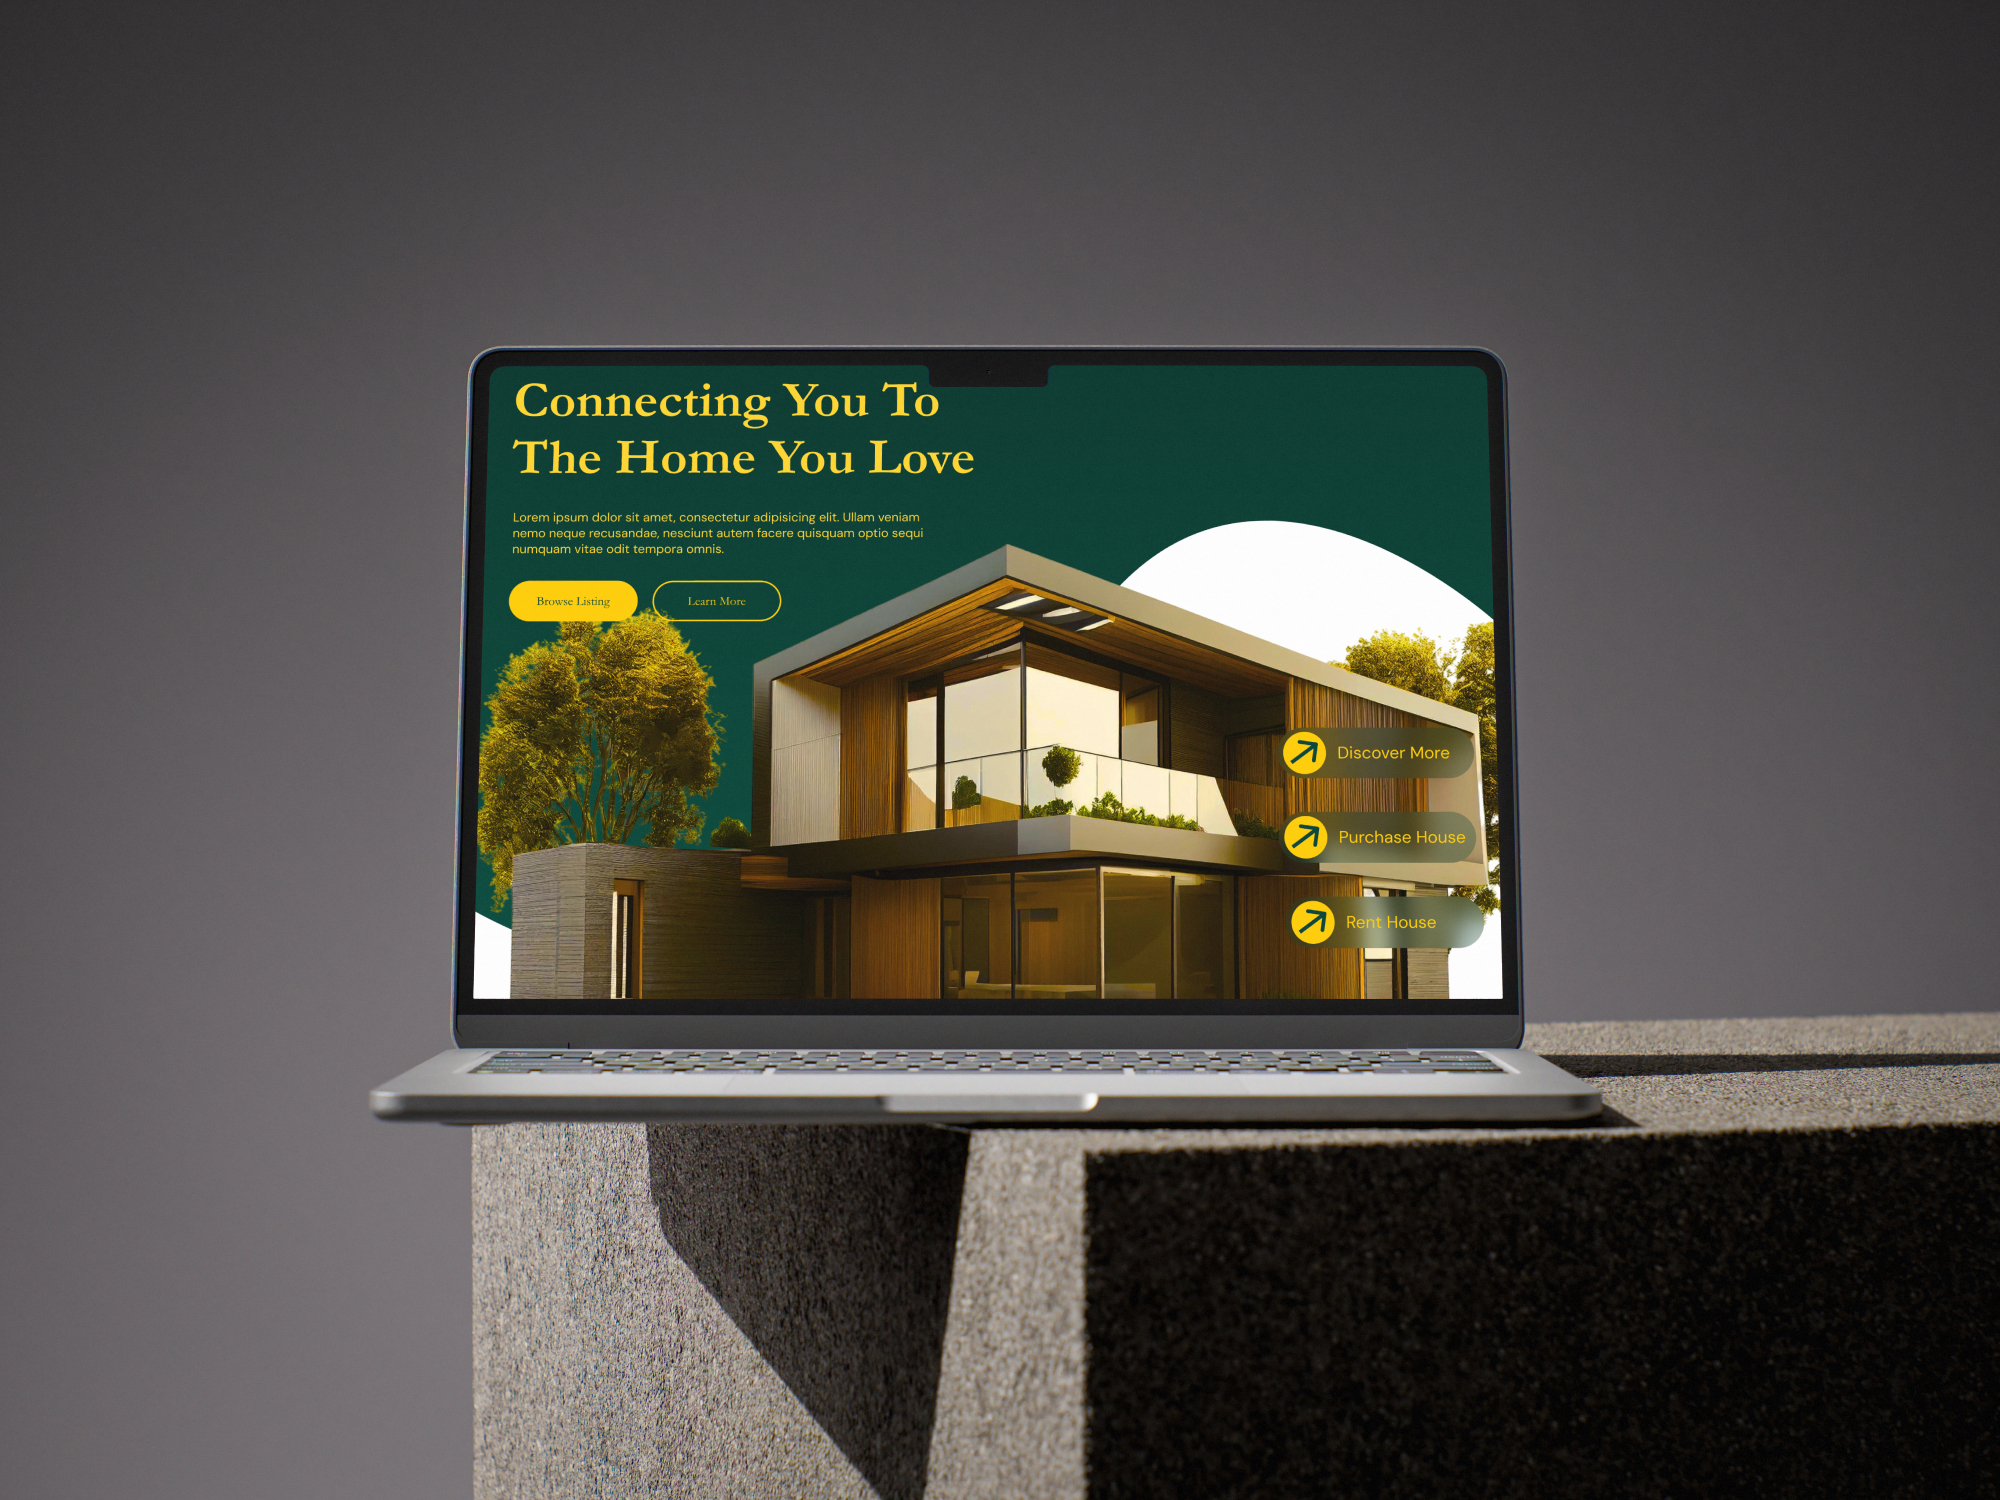 Connecting You To
The Home You Love
Lorem ipsum dolor sit amet, consectetur adipisicing elit. Ullam veniam
nemo neque recusandae, nesciunt autem facere quisquam optio sequi
numquam vitae odit tempora omnis.
Browse Listing
Learn More
Discover More
Purchase House
Rent House